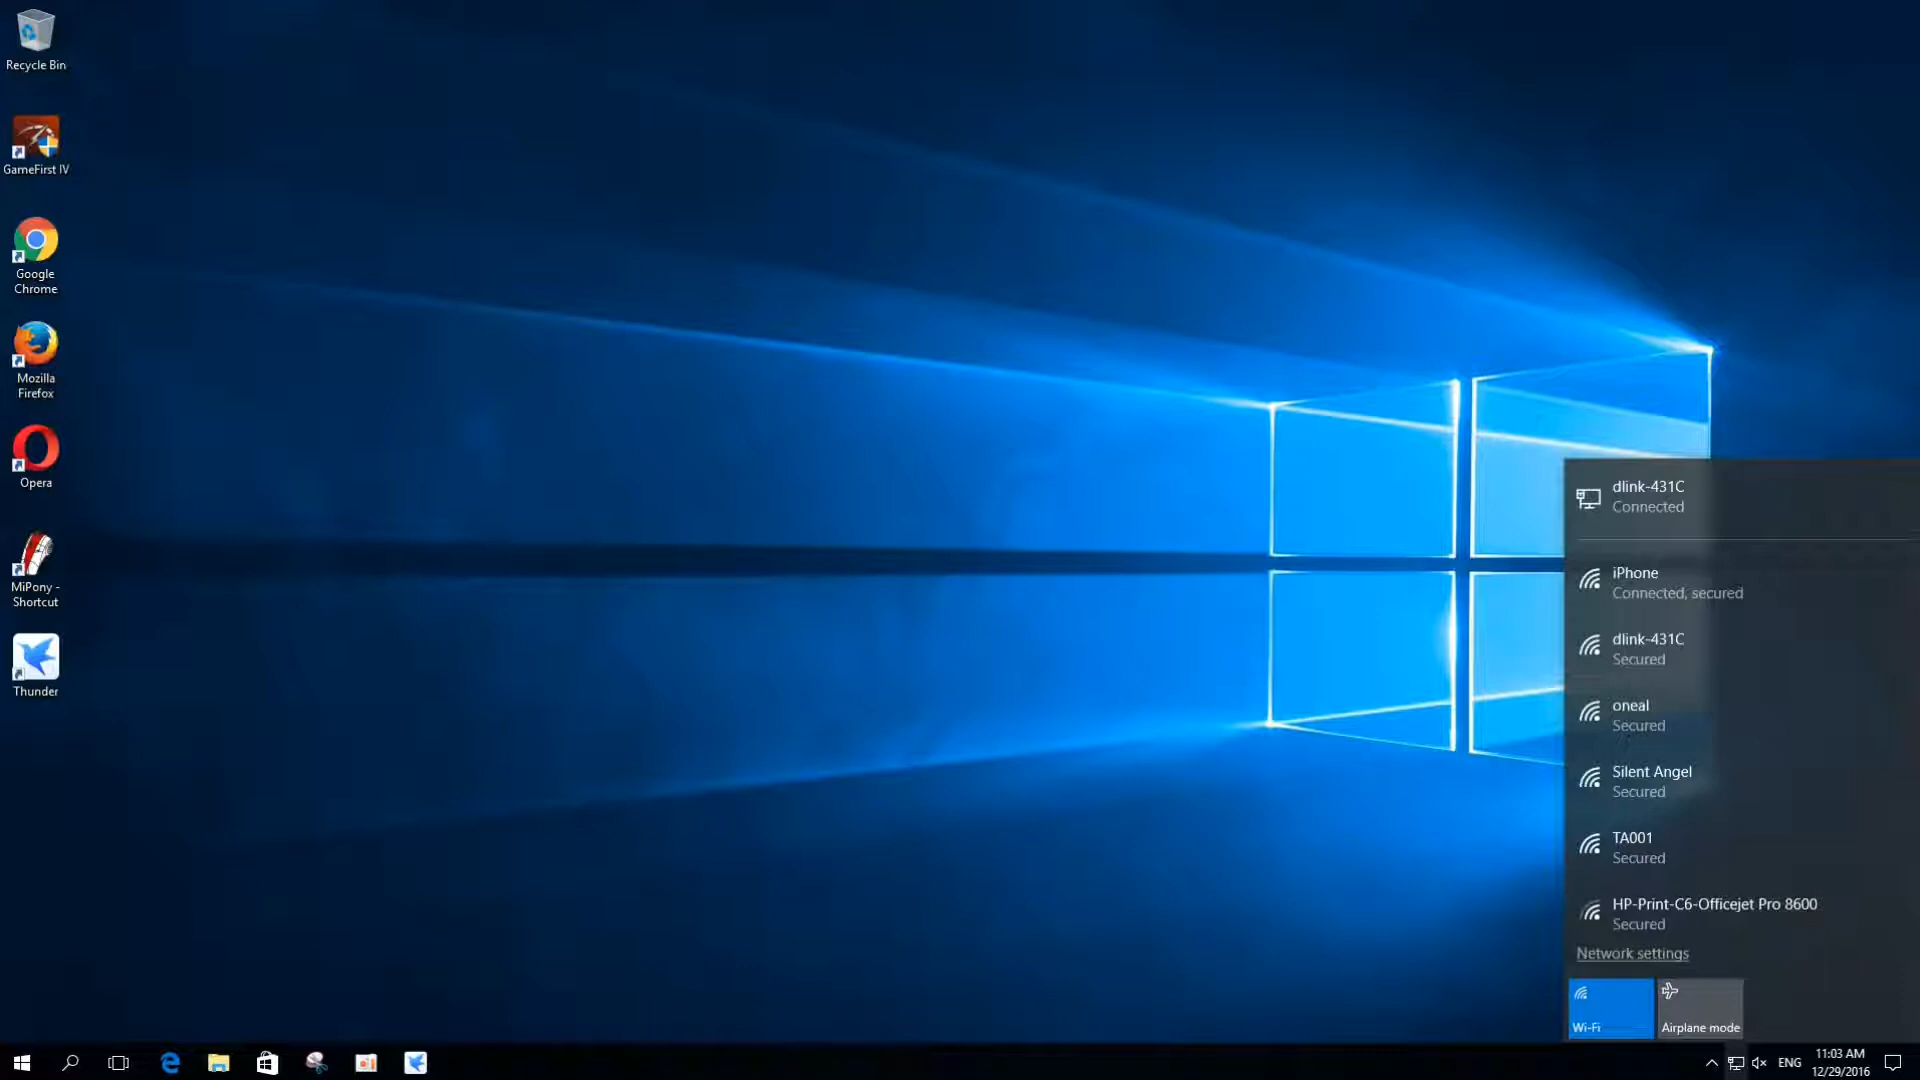 Recycle Bin
GameFirst IV
Google
Chrome
Mozilla
Firefox
Opera
MiPony -
Shortcut
Thunder
dlink-431C
Connected
iPhone
Connected, secured
dlink-431C
Secured
oneal
Secured
Silent Angel
Secured
TA001
Secured
HP-Print-C6-Officejet Pro 8600
Secured
Network settings
Wi-Fi
Airplane mode
ENG
11:03 AM
12/29/2016